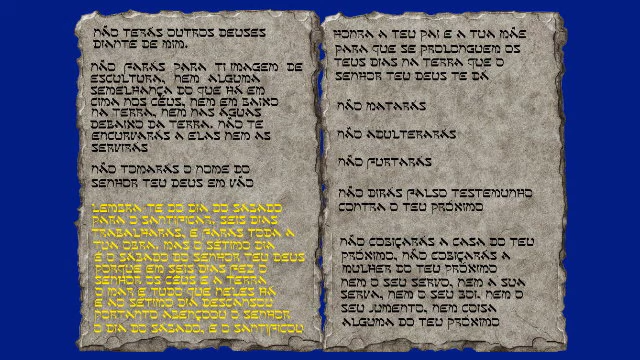 NÃO TERÁS OUTROS DEUSES
DIANTE DE MIM.
NÃO FARÁS PARA TI IMAGEM DE
ESCULTURA, NEM ALGUMA
SEMELHANÇA DO QUE HÁ EM
CIMA NOS CÉUS, NEM EM BAIXO
NA TERRA, NEM NAS ÁGUAS
DEBAIXO DA TERRA. NÃO TE
ENCURVARÁS A ELAS NEM AS
SERVIRÁS
NÃO TOMARÁS O NOME DO
SENHOR TEU DEUS EM VÃO
LEMBRA TE DO DIA DO SÁBADO
PARA O SANTIFICAR, SEIS DIAS
TRABALHARÁS, E FARÁS TODA A
TUA OBRA. MAS O SÉTIMO DIA
É O SÁBADO DO SENHOR TEU DEUS
PORQUE EM SEIS DIAS FEZ O
SENHOR OS CÉUS E A TERRA
O MAR E TUDO QUE NELES HÁ
E AO SÉTIMO DIA DESCANSOU
PORTANTO ABENÇOOU O SENHOR
O DIA DO SÁBADO, E O SANTIFICOU
HONRA A TEU PAI E A TUA MÃE
PARA QUE SE PROLONGUEM OS
TEUS DIAS NA TERRA QUE O
SENHOR TEU DEUS TE DÁ
NÃO MATARÁS
NÃO ADULTERARÁS
NÃO FURTARÁS
NÃO DIRÁS FALSO TESTEMUNHO
CONTRA O TEU PRÓXIMO
NÃO COBIÇARÁS A CASA DO TEU
PRÓXIMO, NÃO COBIÇARÁS A
MULHER DO TEU PRÓXIMO
NEM O SEU SERVO, NEM A SUA
SERVA, NEM O SEU BOI, NEM O
SEU JUMENTO, NEM COISA
ALGUMA DO TEU PRÓXIMO